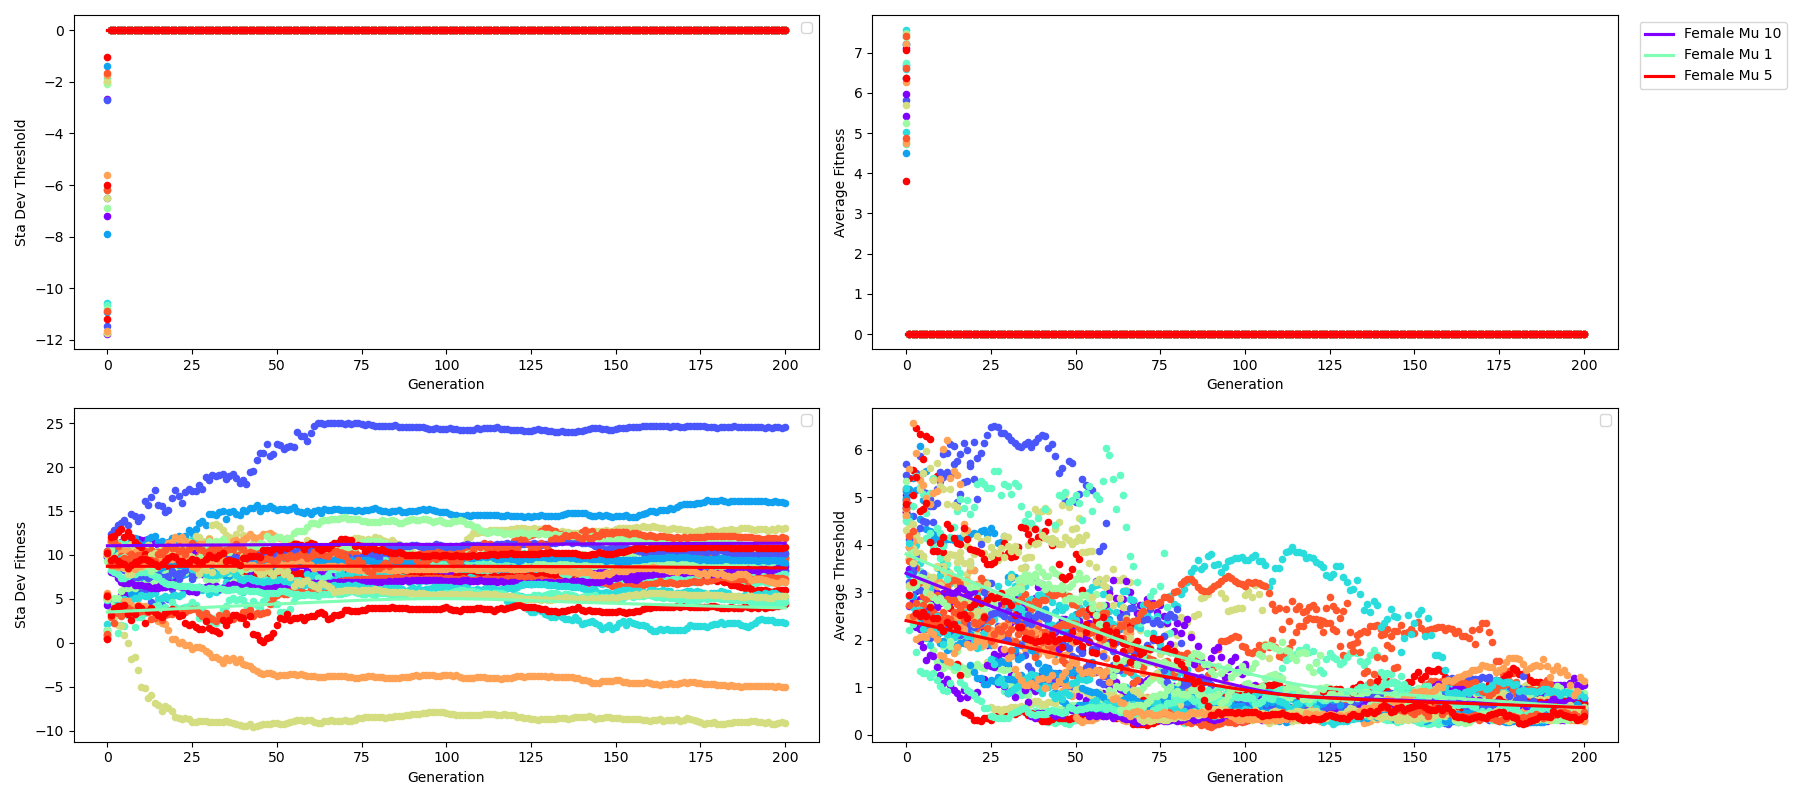 Sta Dev Threshold
0
−2
−4
−6
−8
−10
−12
0 25 50 75 100 125 150 175 200
Generation
Average Fitness
7
6
5
4
3
2
1
0
0 25 50 75 100 125 150 175 200
Generation
Female Mu 10
Female Mu 1
Female Mu 5
Sta Dev Fitness
25
20
15
10
5
0
−5
−10
0 25 50 75 100 125 150 175 200
Generation
Average Threshold
6
5
4
3
2
1
0
0 25 50 75 100 125 150 175 200
Generation